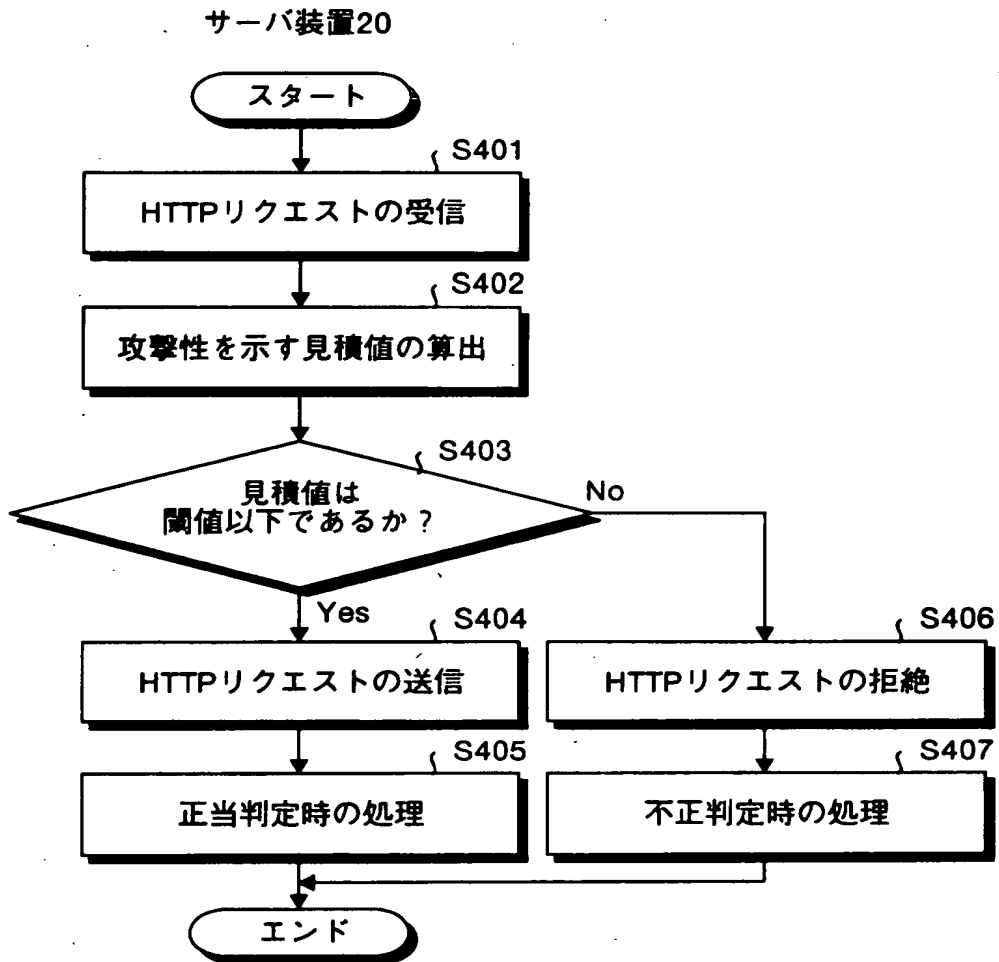 サーバ装置20
スタート
S401
HTTPリクエストの受信
S402
攻撃性を示す見積値の算出
S403
見積値は
閾値以下であるか？
No
Yes
S404
HTTPリクエストの送信
S406
HTTPリクエストの拒絶
S405
正当判定時の処理
S407
不正判定時の処理
エンド